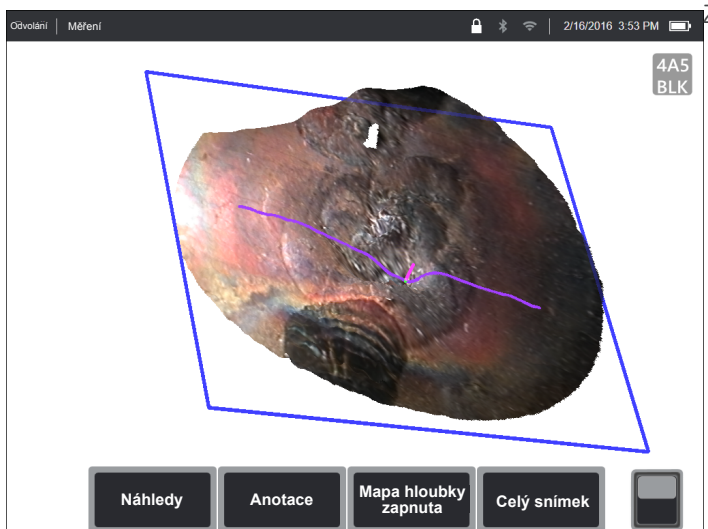 Odvolání Měření 2/16/2016 3:53 PM
4A5
BLK
Náhledy
Anotace
Mapa hloubky
zapnuta
Celý snímek